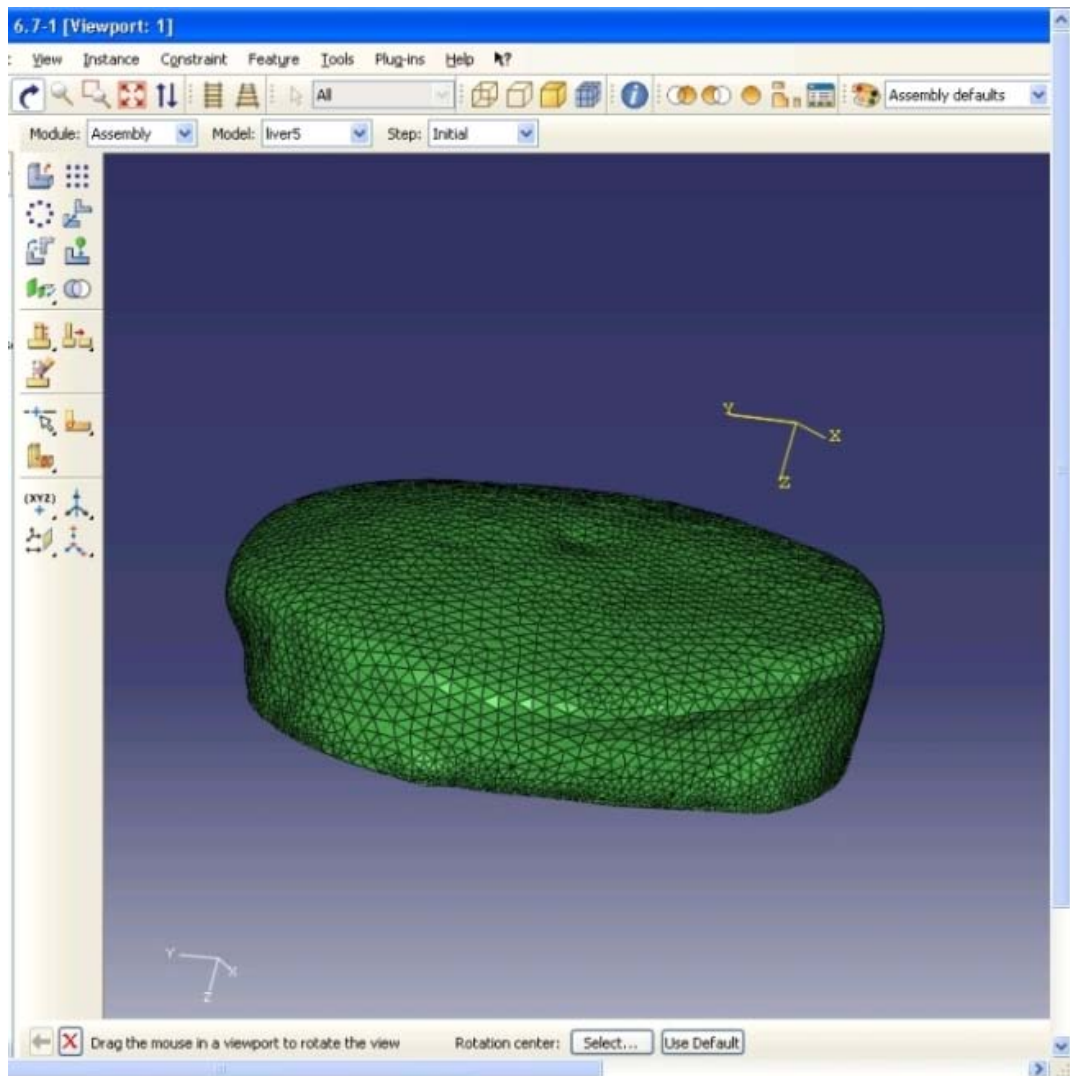 6.7-1 [Viewport: 1]
View Instance Constraint Feature Tools Plug-ins Help
All Assembly defaults
Module: Assembly Model: liver5 Step: Initial
(XYZ)
Y
X
Z
Y
X
Z
Drag the mouse in a viewport to rotate the view Rotation center: Select... Use Default